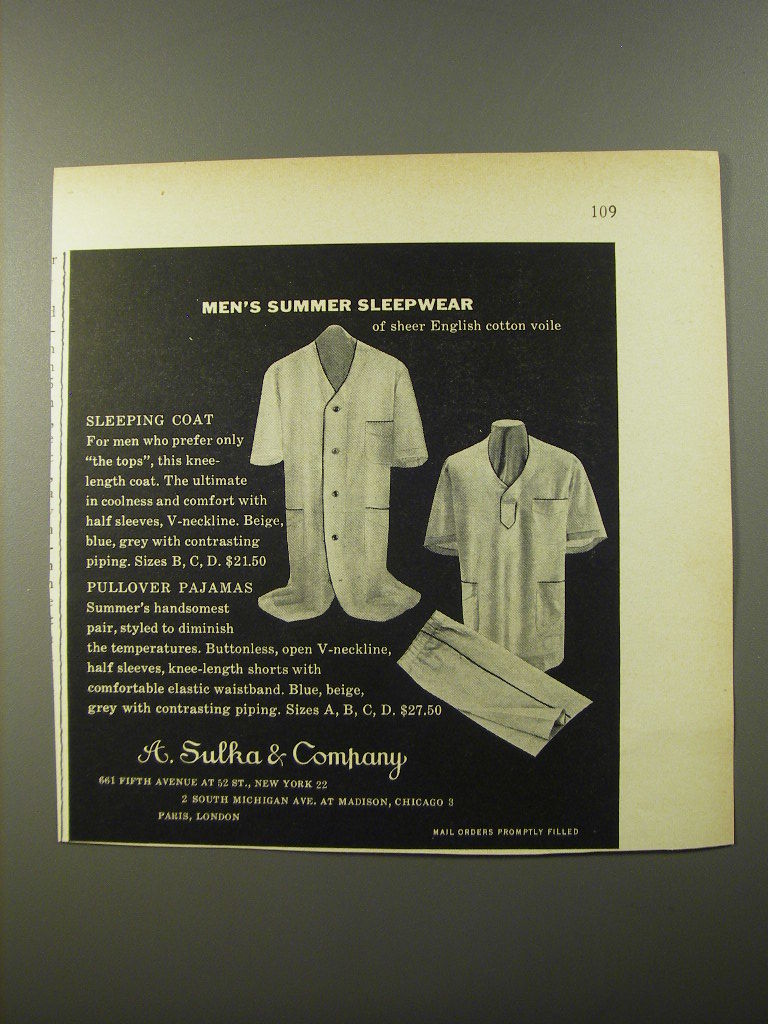 109
MEN'S SUMMER SLEEPWEAR
of sheer English cotton voile
SLEEPING COAT
For men who prefer only
"the tops", this knee-
length coat. The ultimate
in coolness and comfort with
half sleeves, V-neckline. Beige,
blue, grey with contrasting
piping. Sizes B, C, D. $21.50
PULLOVER PAJAMAS
Summer's handsomest
pair, styled to diminish
the temperatures. Buttonless, open V-neckline,
half sleeves, knee-length shorts with
comfortable elastic waistband. Blue, beige,
grey with contrasting piping. Sizes A, B, C, D. $27.50
A. Sulka & Company
661 FIFTH AVENUE AT 52 ST., NEW YORK 22
2 SOUTH MICHIGAN AVE. AT MADISON, CHICAGO 3
PARIS, LONDON
MAIL ORDERS PROMPTLY FILLED